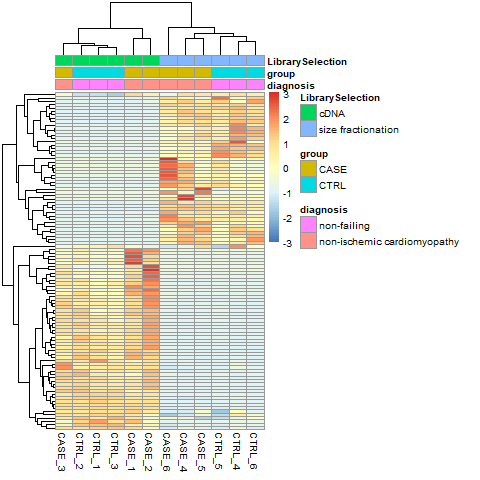 LibrarySelection
group
diagnosis
3
2
1
0
-1
-2
-3
LibrarySelection
cDNA
size fractionation
group
CASE
CTRL
diagnosis
non-failing
non-ischemic cardiomyopathy
CASE_3
CTRL_2
CTRL_1
CTRL_3
CASE_1
CASE_2
CASE_6
CASE_4
CASE_5
CTRL_5
CTRL_4
CTRL_6